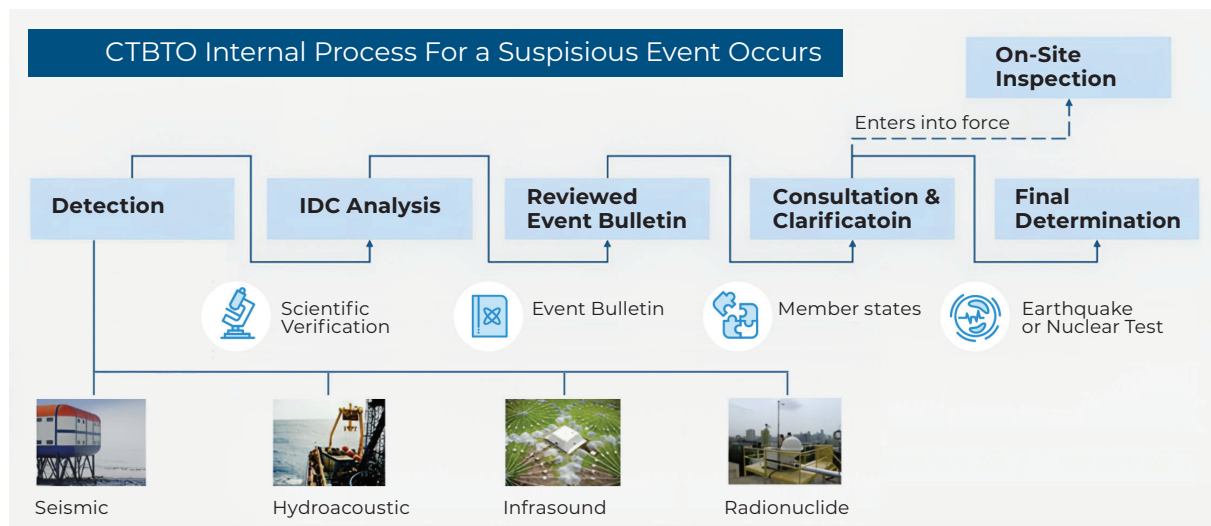 CTBTO Internal Process For a Suspisious Event Occurs
On-Site
Inspection
Enters into force
Detection
IDC Analysis
Reviewed
Event Bulletin
Consultation &
Clarificatoin
Final
Determination
Scientific
Verification
Event Bulletin
Member states
Earthquake
or Nuclear Test
Seismic
Hydroacoustic
Infrasound
Radionuclide